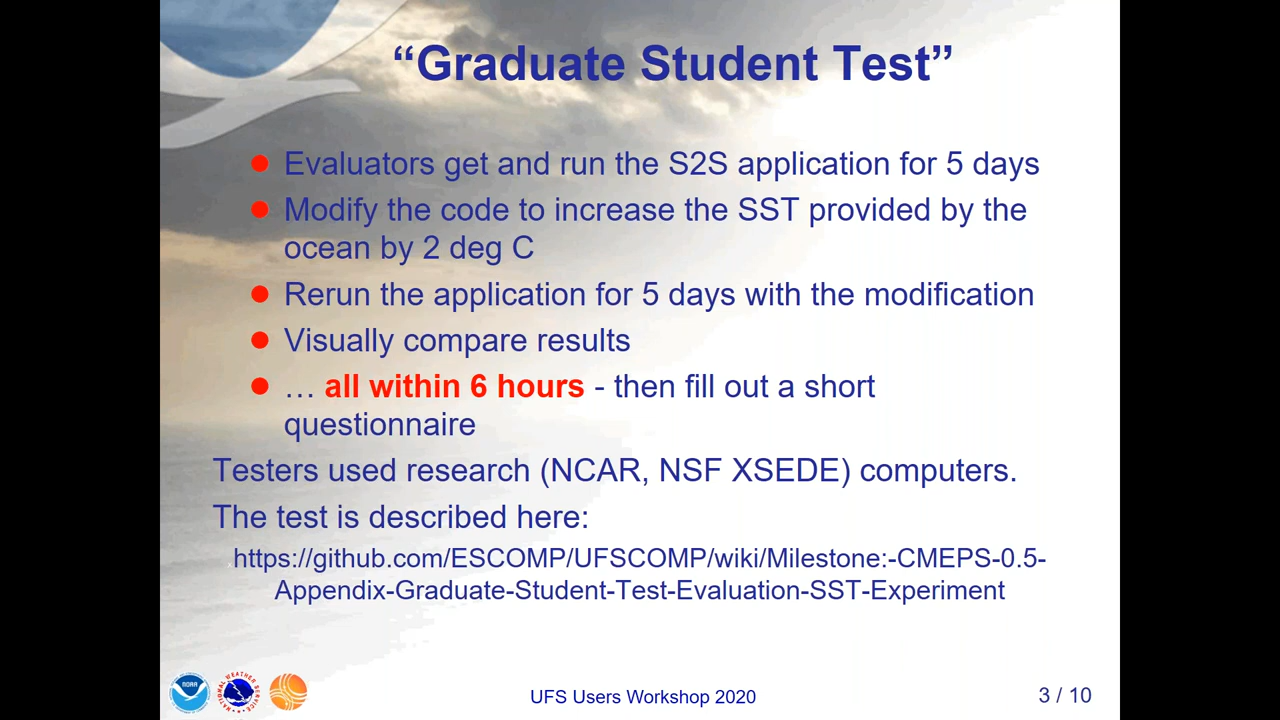 “Graduate Student Test”
Evaluators get and run the S2S application for 5 days
Modify the code to increase the SST provided by the
ocean by 2 deg C
Rerun the application for 5 days with the modification
Visually compare results
… all within 6 hours - then fill out a short
questionnaire
Testers used research (NCAR, NSF XSEDE) computers.
The test is described here:
https://github.com/ESCOMP/UFSCOMP/wiki/Milestone:-CMEPS-0.5-
Appendix-Graduate-Student-Test-Evaluation-SST-Experiment
NOAA
NATIONAL WEATHER SERVICE
UFS Users Workshop 2020
3 / 10